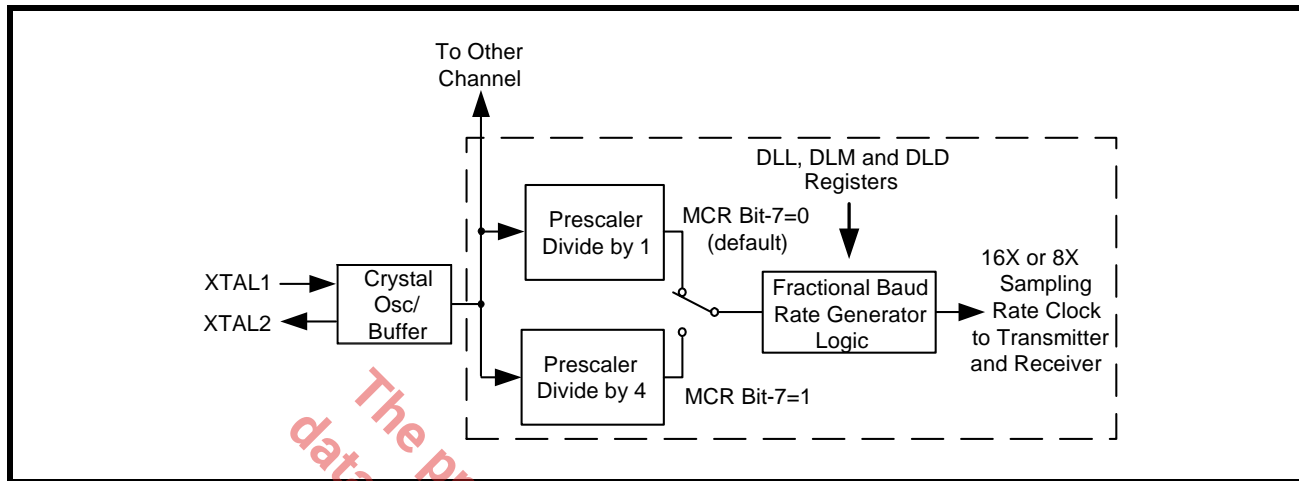 To Other
Channel
DLL, DLM and DLD
Registers
Prescaler
Divide by 1
MCR Bit-7=0
(default)
XTAL1
XTAL2
Crystal
Osc/
Buffer
Fractional Baud
Rate Generator
Logic
16X or 8X
Sampling
Rate Clock
to Transmitter
and Receiver
Prescaler
Divide by 4
MCR Bit-7=1
The pr
data